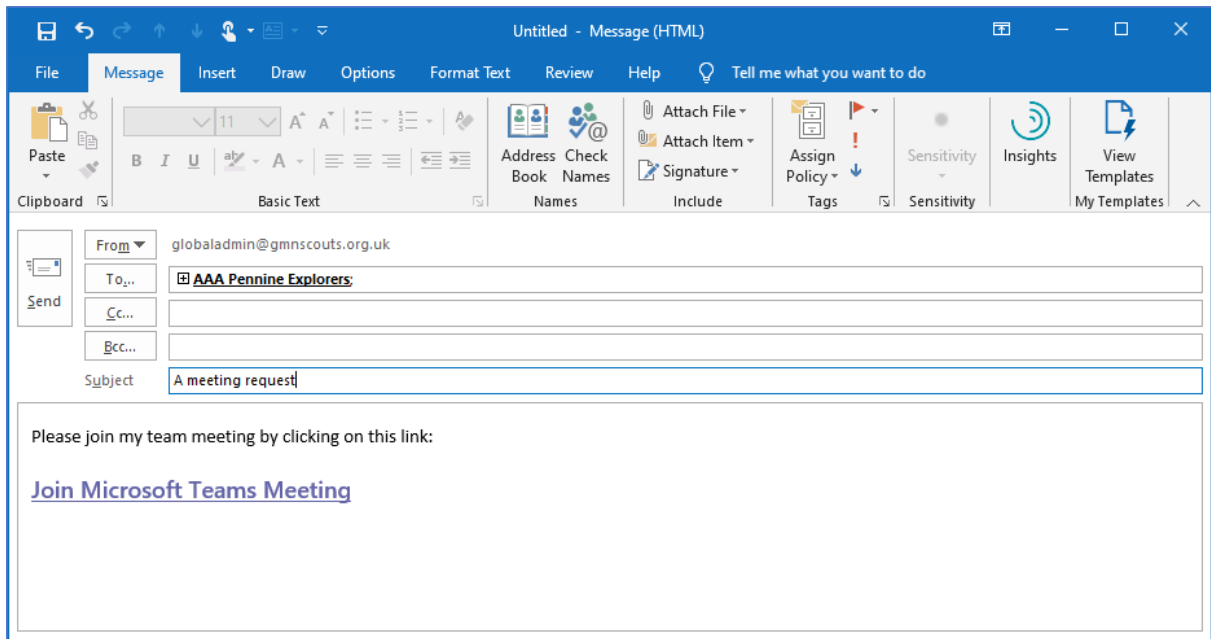 Untitled - Message (HTML)
File Message Insert Draw Options Format Text Review Help Tell me what you want to do
Paste
Clipboard
11
A A
B I U ab A
Basic Text
Address Book
Check Names
@
Names
Attach File
Attach Item
Signature
Include
Assign Policy
!
Tags
Sensitivity
Sensitivity
Insights
View Templates
My Templates
Send
From globaladmin@gmnscouts.org.uk
To... AAA Pennine Explorers;
Cc...
Bcc...
Subject A meeting request
Please join my team meeting by clicking on this link:
Join Microsoft Teams Meeting